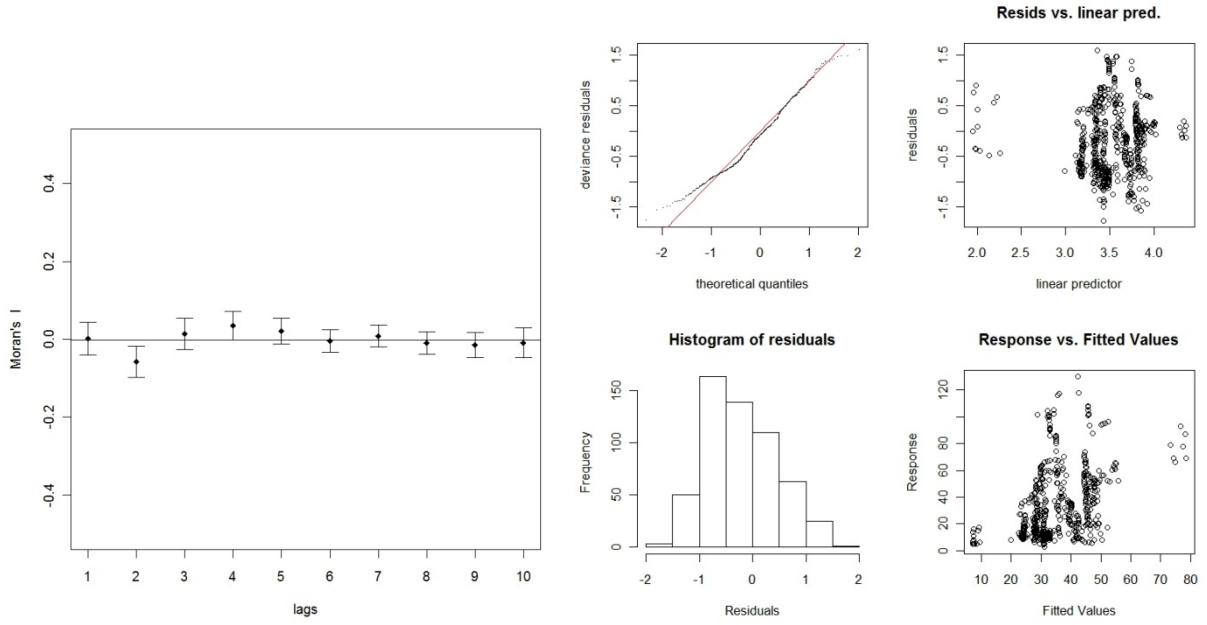 0.4
0.2
0.0
-0.2
-0.4
Moran's I
1 2 3 4 5 6 7 8 9 10
lags
1.5
0.5
-0.5
-1.5
deviance residuals
-2 -1 0 1 2
theoretical quantiles
Resids vs. linear pred.
1.5
0.5
-0.5
-1.5
residuals
2.0 2.5 3.0 3.5 4.0
linear predictor
Histogram of residuals
150
100
50
0
Frequency
-2 -1 0 1 2
Residuals
Response vs. Fitted Values
120
80
60
40
20
0
Response
10 20 30 40 50 60 70 80
Fitted Values